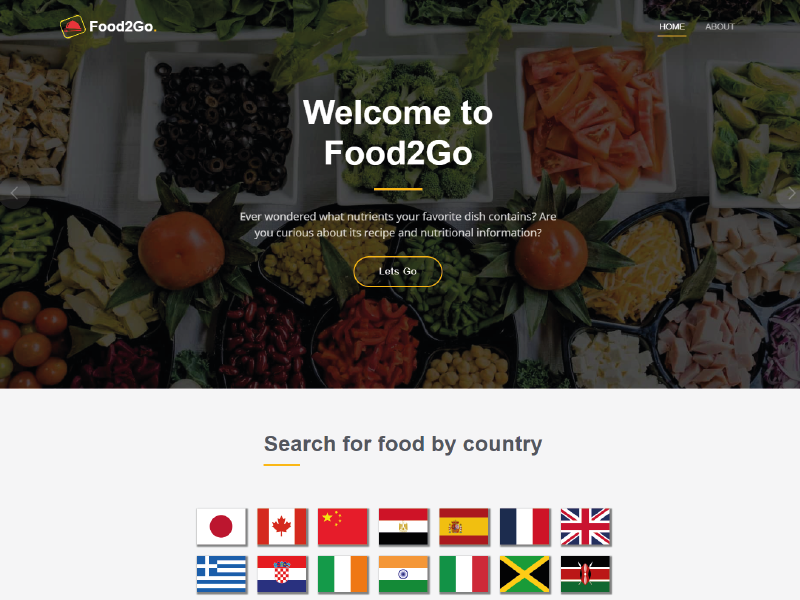 Food2Go.
HOME ABOUT
Welcome to
Food2Go
Ever wondered what nutrients your favorite dish contains? Are
you curious about its recipe and nutritional information?
Lets Go
Search for food by country